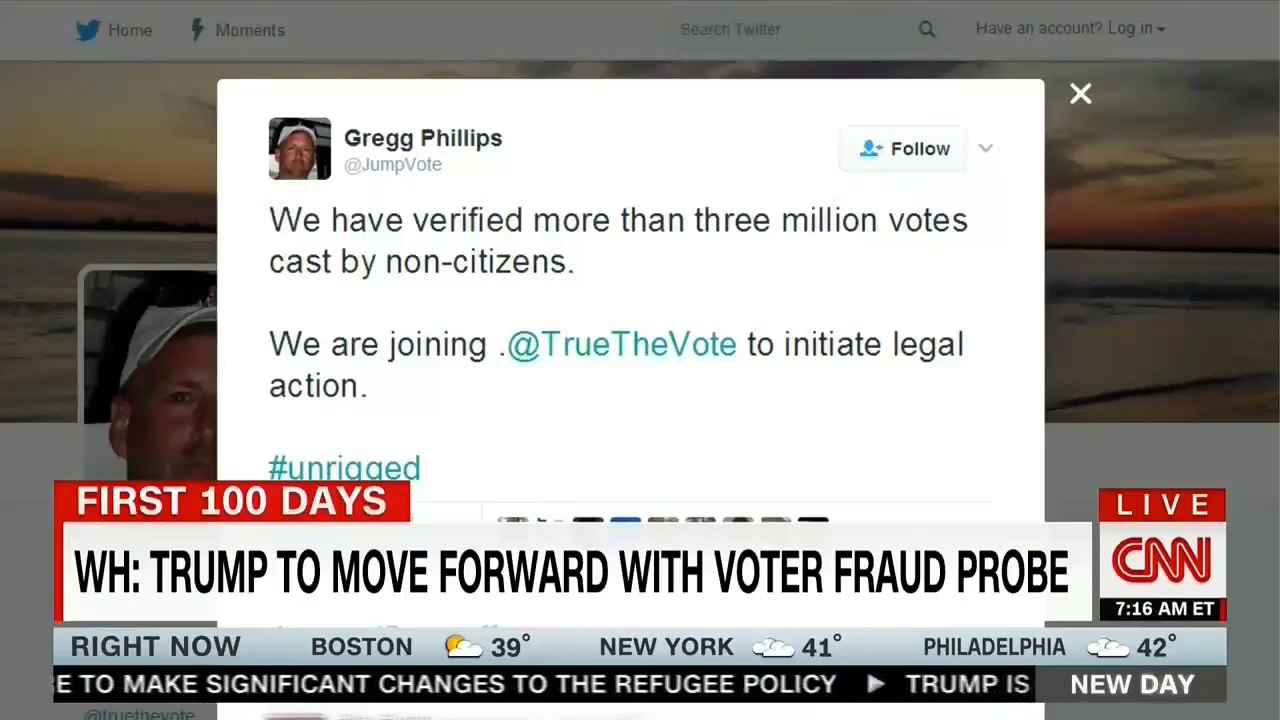 Home
Moments
Search Twitter
Have an account? Log in
Gregg Phillips
@JumpVote
Follow
We have verified more than three million votes
cast by non-citizens.
We are joining .@TrueTheVote to initiate legal
action.
#unrigged
FIRST 100 DAYS
WH: TRUMP TO MOVE FORWARD WITH VOTER FRAUD PROBE
LIVE
CNN
7:16 AM ET
RIGHT NOW BOSTON 39° NEW YORK 41° PHILADELPHIA 42°
E TO MAKE SIGNIFICANT CHANGES TO THE REFUGEE POLICY ▶ TRUMP IS
NEW DAY
@truethevote